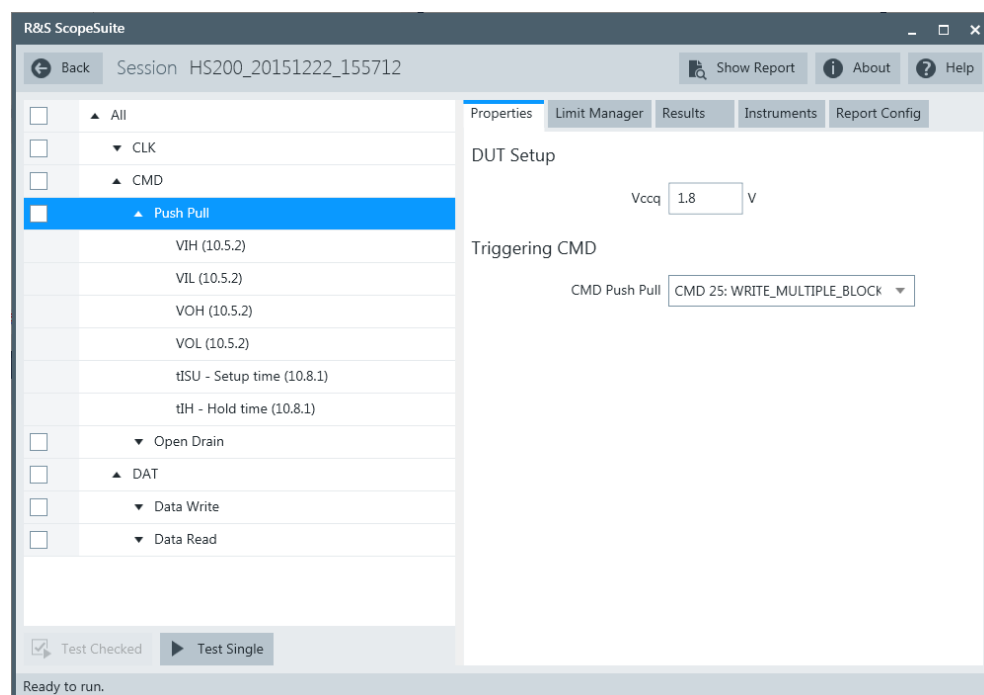 R&S ScopeSuite
Back Session HS200_20151222_155712 Show Report About Help
All
CLK
CMD
Push Pull
VIH (10.5.2)
VIL (10.5.2)
VOH (10.5.2)
VOL (10.5.2)
tISU - Setup time (10.8.1)
tIH - Hold time (10.8.1)
Open Drain
DAT
Data Write
Data Read
Test Checked Test Single
Properties Limit Manager Results Instruments Report Config
DUT Setup
Vccq 1.8 V
Triggering CMD
CMD Push Pull CMD 25: WRITE_MULTIPLE_BLOCK
Ready to run.